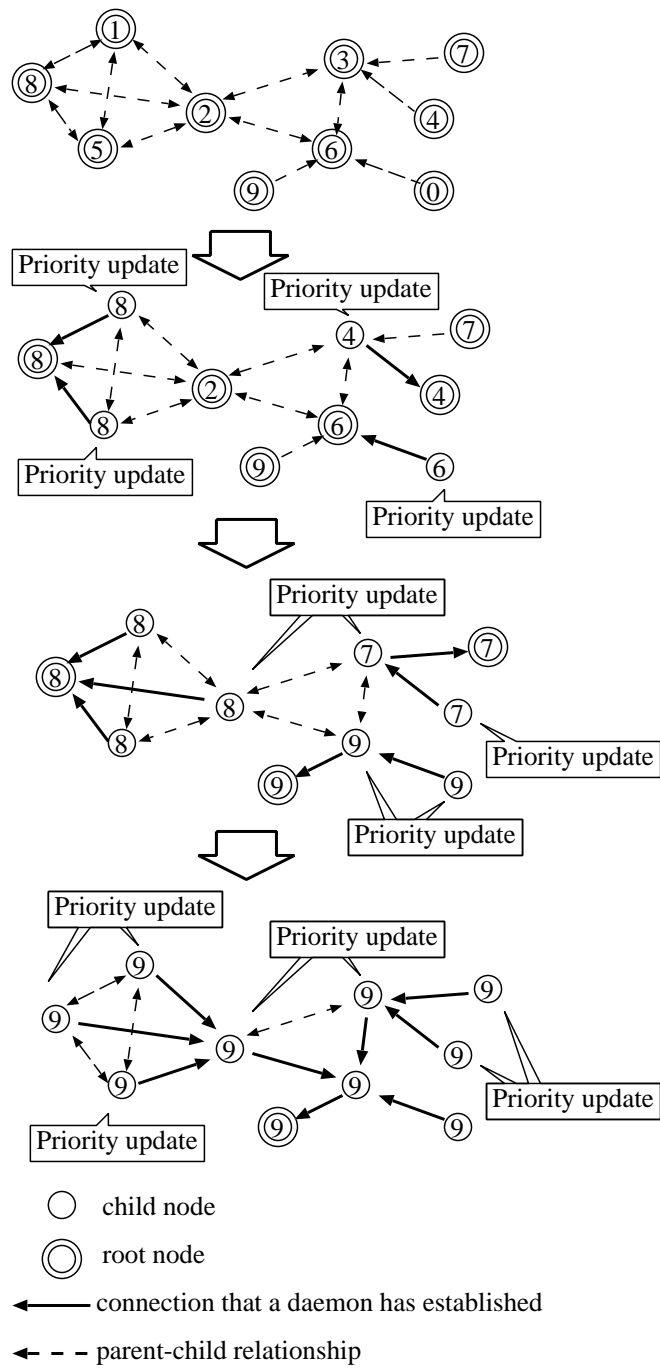 1
8
5
2
3
7
4
6
9
0
Priority update
Priority update
8
8
8
2
4
7
4
6
9
6
Priority update
Priority update
Priority update
8
8
8
8
7
7
7
9
9
9
Priority update
Priority update
Priority update
Priority update
9
9
9
9
9
9
9
9
9
9
Priority update
Priority update
child node
root node
connection that a daemon has established
parent-child relationship